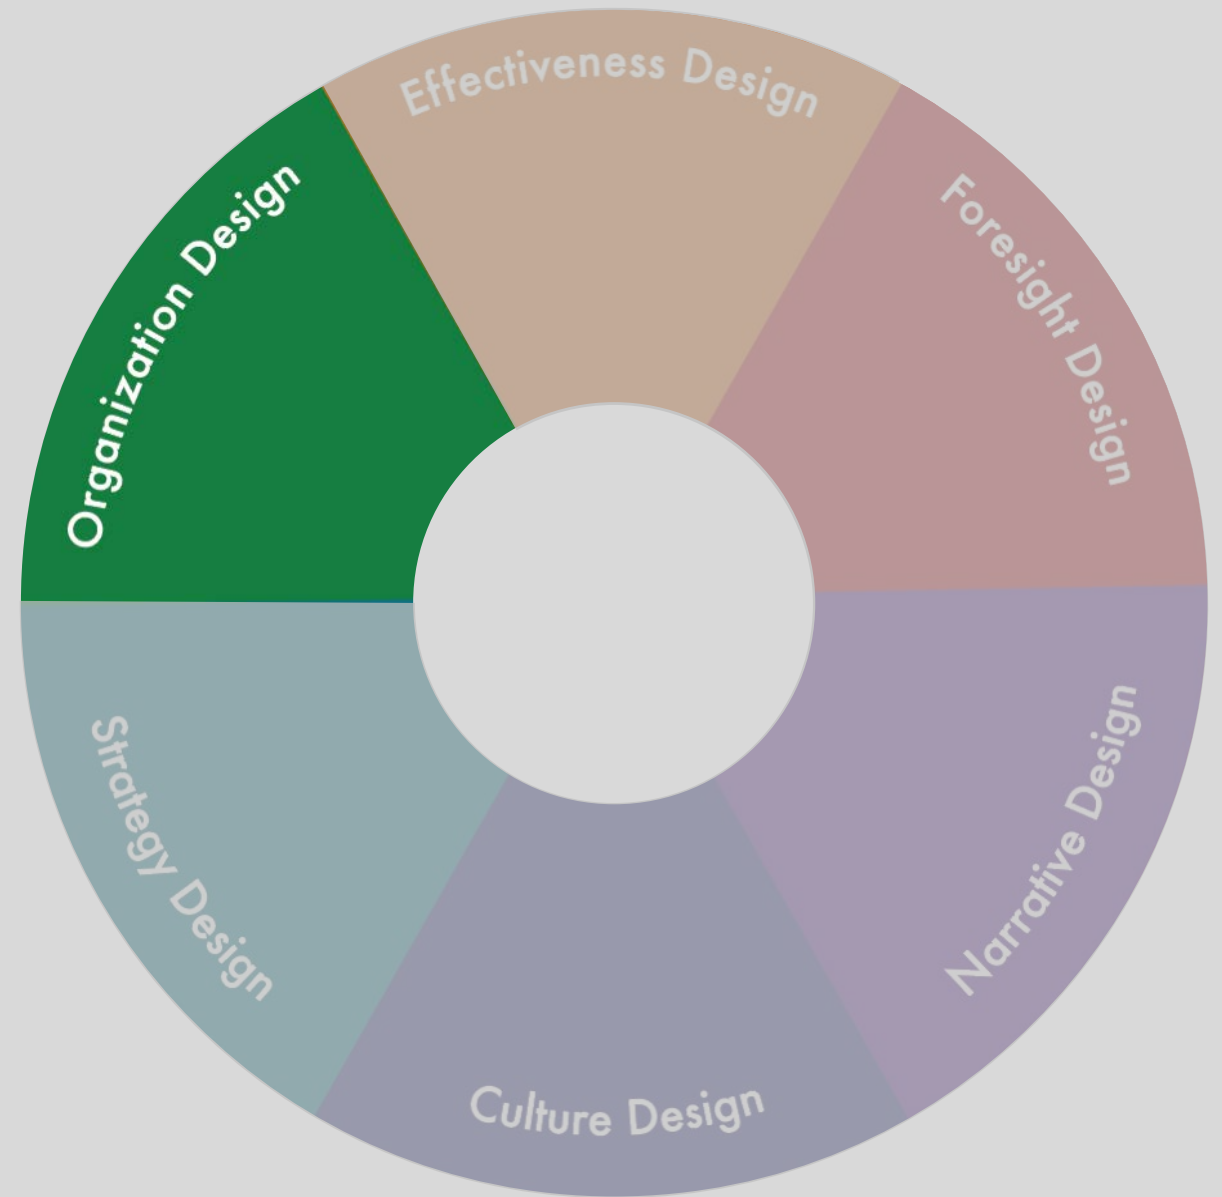 Effectiveness Design
Foresight Design
Narrative Design
Culture Design
Strategy Design
Organization Design